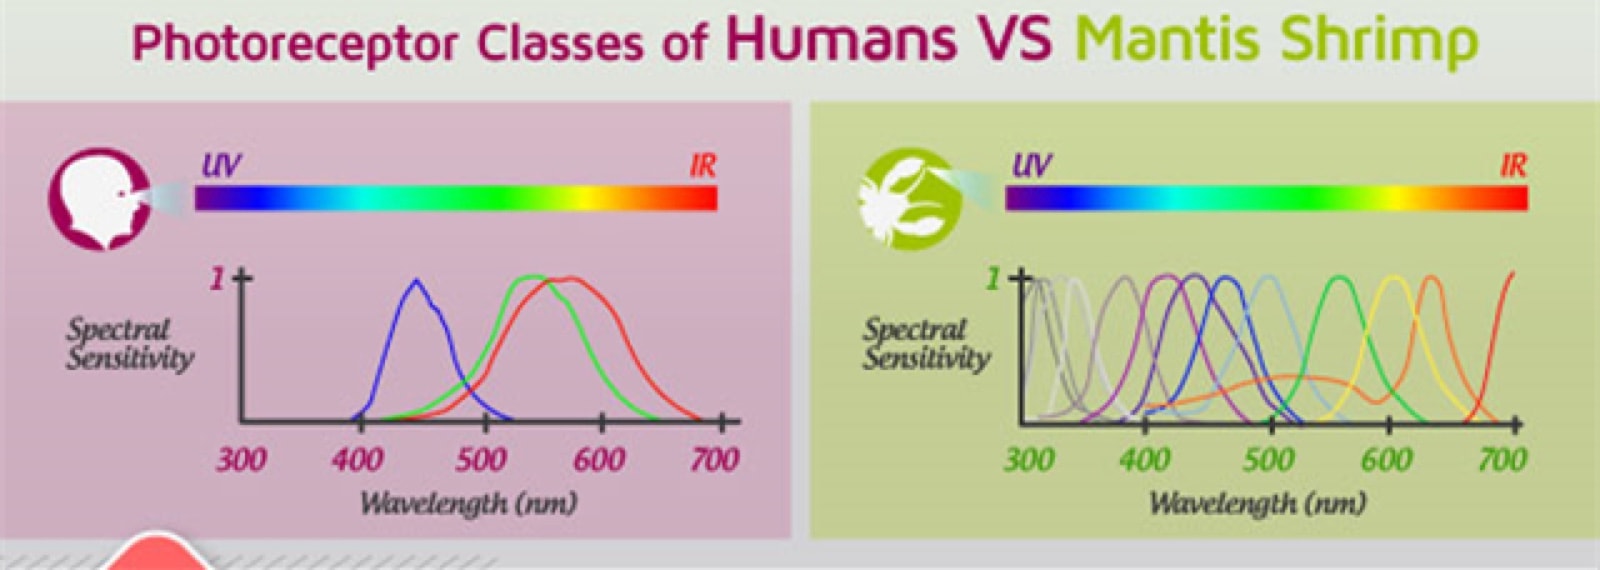 Photoreceptor Classes of Humans VS Mantis Shrimp
UV IR
1
Spectral
Sensitivity
300 400 500 600 700
Wavelength (nm)
UV IR
1
Spectral
Sensitivity
300 400 500 600 700
Wavelength (nm)